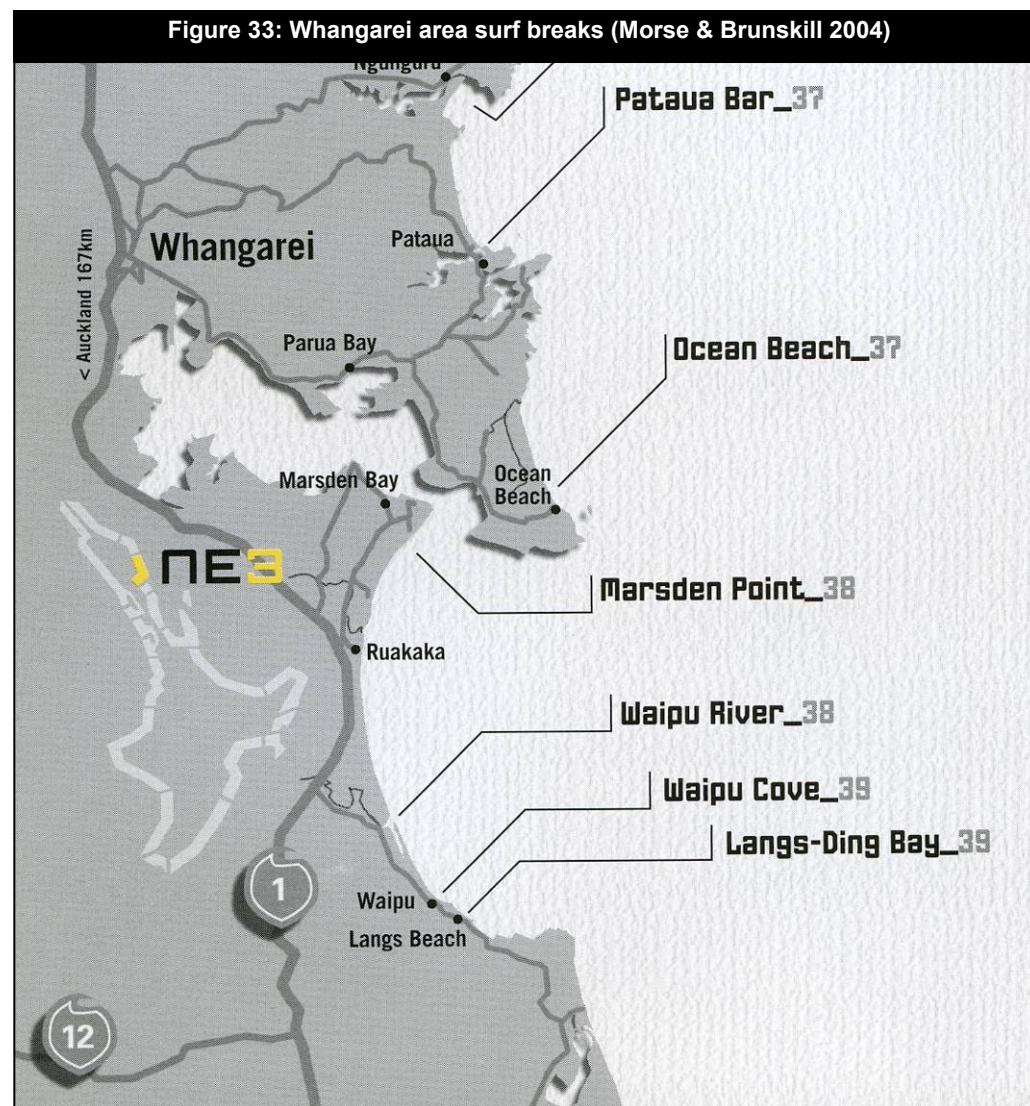 Figure 33: Whangarei area surf breaks (Morse & Brunskill 2004)
Ngunguru
Pataua Bar_37
Whangarei
Pataua
< Auckland 167km
Parua Bay
Ocean Beach_37
Marsden Bay
Ocean
Beach
NE3
Marsden Point_38
Ruakaka
Waipu River_38
Waipu Cove_39
Langs-Ding Bay_39
1
Waipu
Langs Beach
12